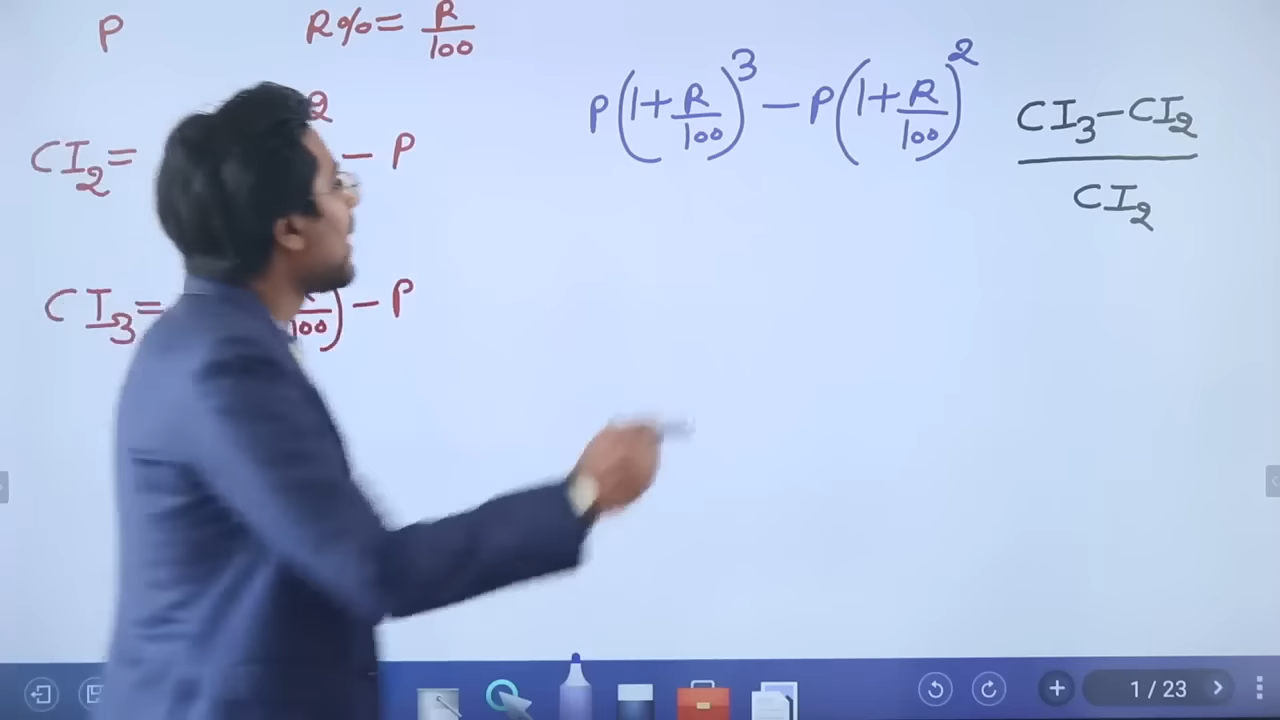 P
R% = R/100
CI₂ = 2 − P
CI₃ = /100) − P
P(1+R/100)³ − P(1+R/100)²
CI₃−CI₂
CI₂
1 / 23